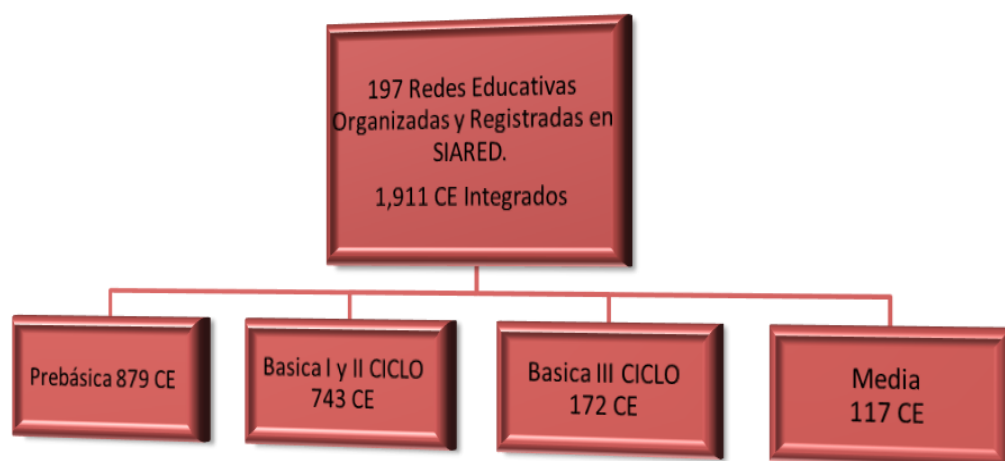 197 Redes Educativas
Organizadas y Registradas en
SIARED.
1,911 CE Integrados
Prebásica 879 CE
Basica I y II CICLO
743 CE
Basica III CICLO
172 CE
Media
117 CE